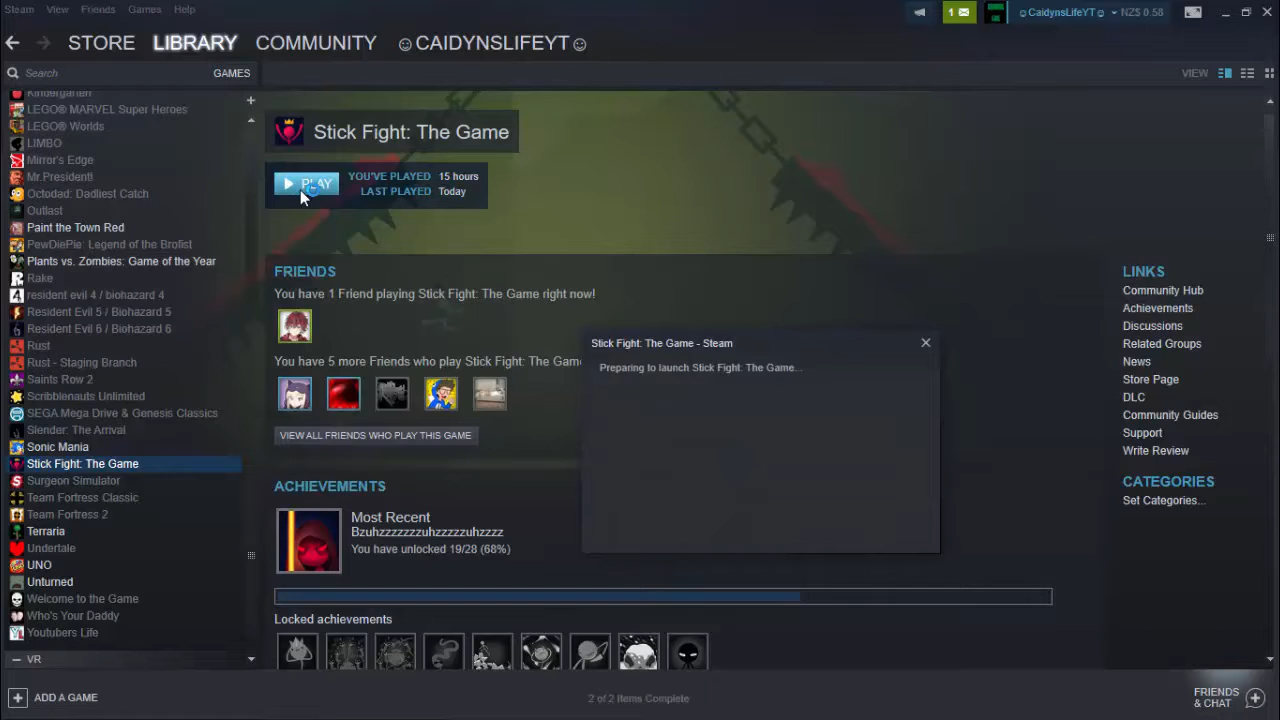 Steam View Friends Games Help
1
☺CaidynsLifeYT☺ NZ$ 0.58
STORE LIBRARY COMMUNITY ☺CAIDYNSLIFEYT☺
Search GAMES
VIEW
Kindergarten
LEGO® MARVEL Super Heroes
LEGO® Worlds
LIMBO
Mirror's Edge
Mr.President!
Octodad: Dadliest Catch
Outlast
Paint the Town Red
PewDiePie: Legend of the Brofist
Plants vs. Zombies: Game of the Year
Rake
resident evil 4 / biohazard 4
Resident Evil 5 / Biohazard 5
Resident Evil 6 / Biohazard 6
Rust
Rust - Staging Branch
Saints Row 2
Scribblenauts Unlimited
SEGA Mega Drive & Genesis Classics
Slender: The Arrival
Sonic Mania
Stick Fight: The Game
Surgeon Simulator
Team Fortress Classic
Team Fortress 2
Terraria
Undertale
UNO
Unturned
Welcome to the Game
Who's Your Daddy
Youtubers Life
VR
ADD A GAME
Stick Fight: The Game
PLAY
YOU'VE PLAYED 15 hours
LAST PLAYED Today
FRIENDS
You have 1 Friend playing Stick Fight: The Game right now!
You have 5 more Friends who play Stick Fight: The Game
VIEW ALL FRIENDS WHO PLAY THIS GAME
ACHIEVEMENTS
Most Recent
Bzuhzzzzzzuhzzzzzuhzzzz
You have unlocked 19/28 (68%)
Locked achievements
Stick Fight: The Game - Steam
Preparing to launch Stick Fight: The Game...
LINKS
Community Hub
Achievements
Discussions
Related Groups
News
Store Page
DLC
Community Guides
Support
Write Review
CATEGORIES
Set Categories...
2 of 2 Items Complete
FRIENDS
& CHAT